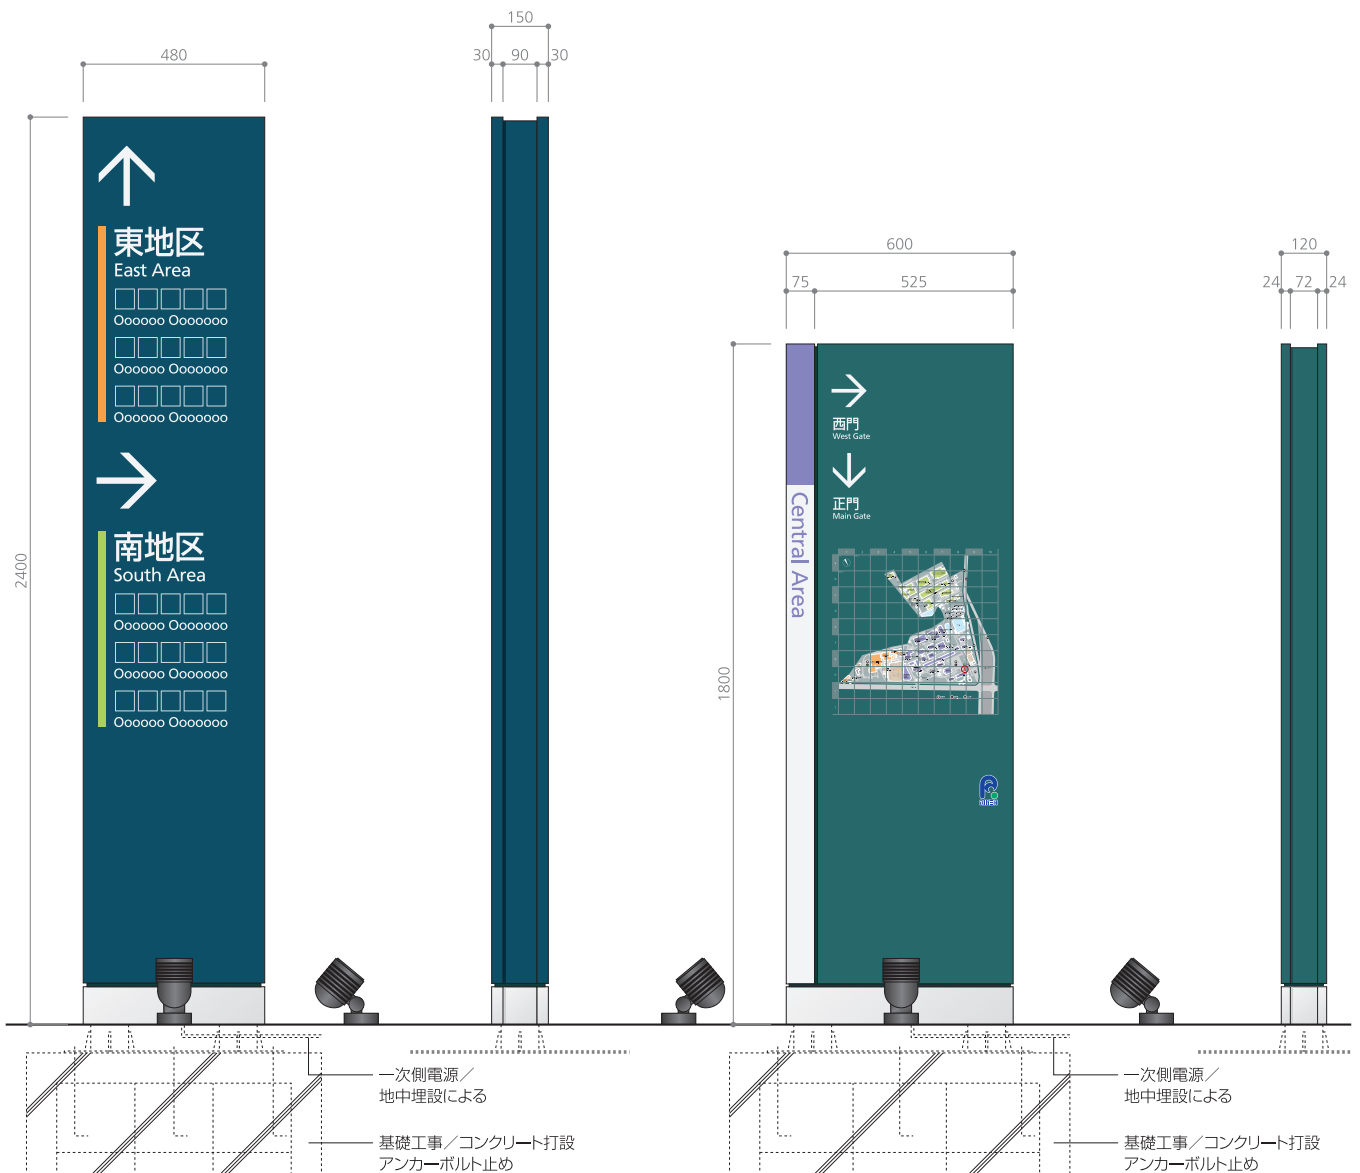 150
480
30
90
30
東地区
East Area
□□□□□
Oooooo Ooooooo
□□□□□
Oooooo Ooooooo
□□□□□
Oooooo Ooooooo
南地区
South Area
□□□□□
Oooooo Ooooooo
□□□□□
Oooooo Ooooooo
□□□□□
Oooooo Ooooooo
2400
600
120
75
525
24
72
24
西門
West Gate
正門
Main Gate
Central Area
1800
一次側電源／
地中埋設による
基礎工事／コンクリート打設
アンカーボルト止め
一次側電源／
地中埋設による
基礎工事／コンクリート打設
アンカーボルト止め